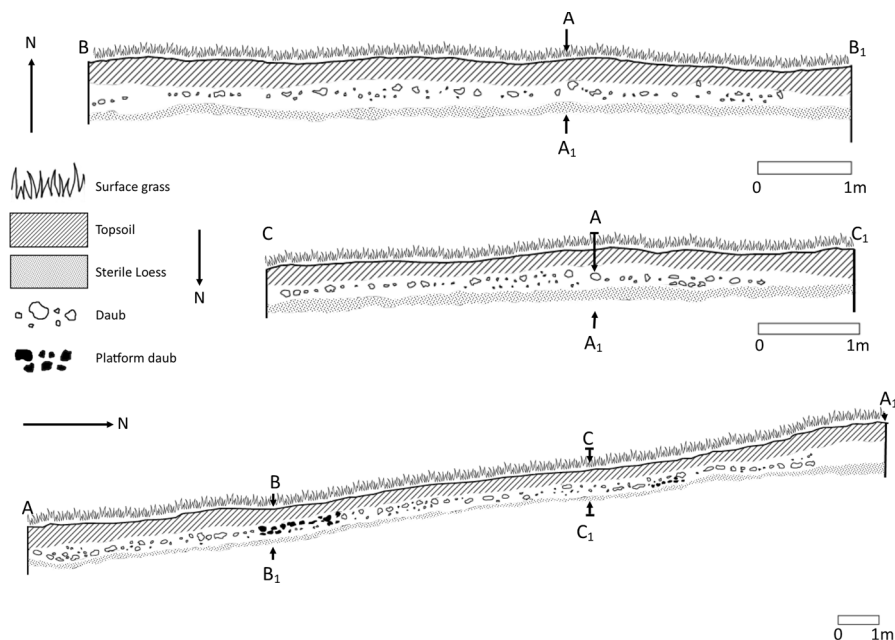 A
N
B
B1
A1
0 1m
Surface grass
Topsoil
Sterile Loess
Daub
Platform daub
A
C
C1
N
A1
0 1m
N
A1
C
B
A
C1
B1
0 1m